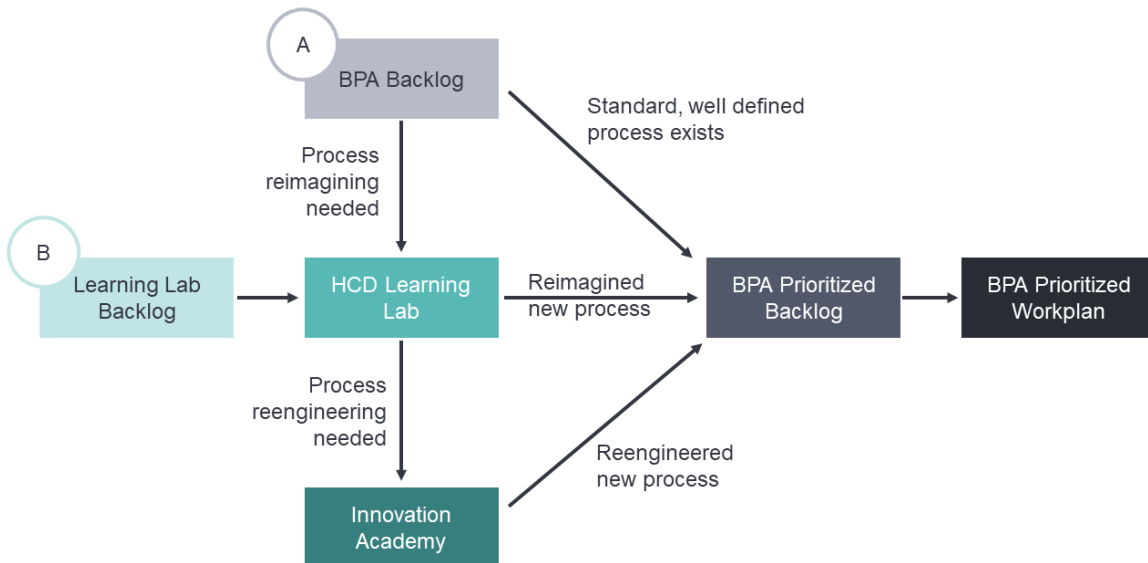 A
BPA Backlog
Standard, well defined
process exists
Process
reimagining
needed
B
Learning Lab
Backlog
HCD Learning
Lab
Reimagined
new process
BPA Prioritized
Backlog
BPA Prioritized
Workplan
Process
reengineering
needed
Reengineered
new process
Innovation
Academy